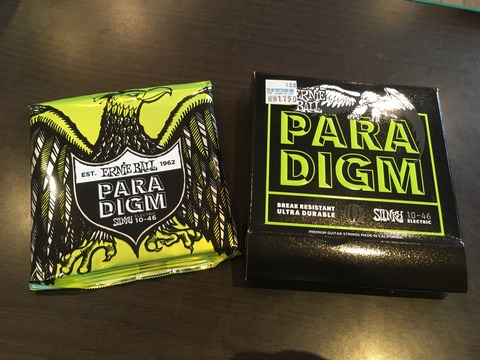 EST.
1962
ERNIE BALL
PARA
DIGM
SLINKY 10-46
ERNIE
BALL
PARA
DIGM
BREAK RESISTANT
ULTRA DURABLE
SLINKY
10-46
ELECTRIC
PREMIUM GUITAR STRINGS MADE IN CALIFORNIA